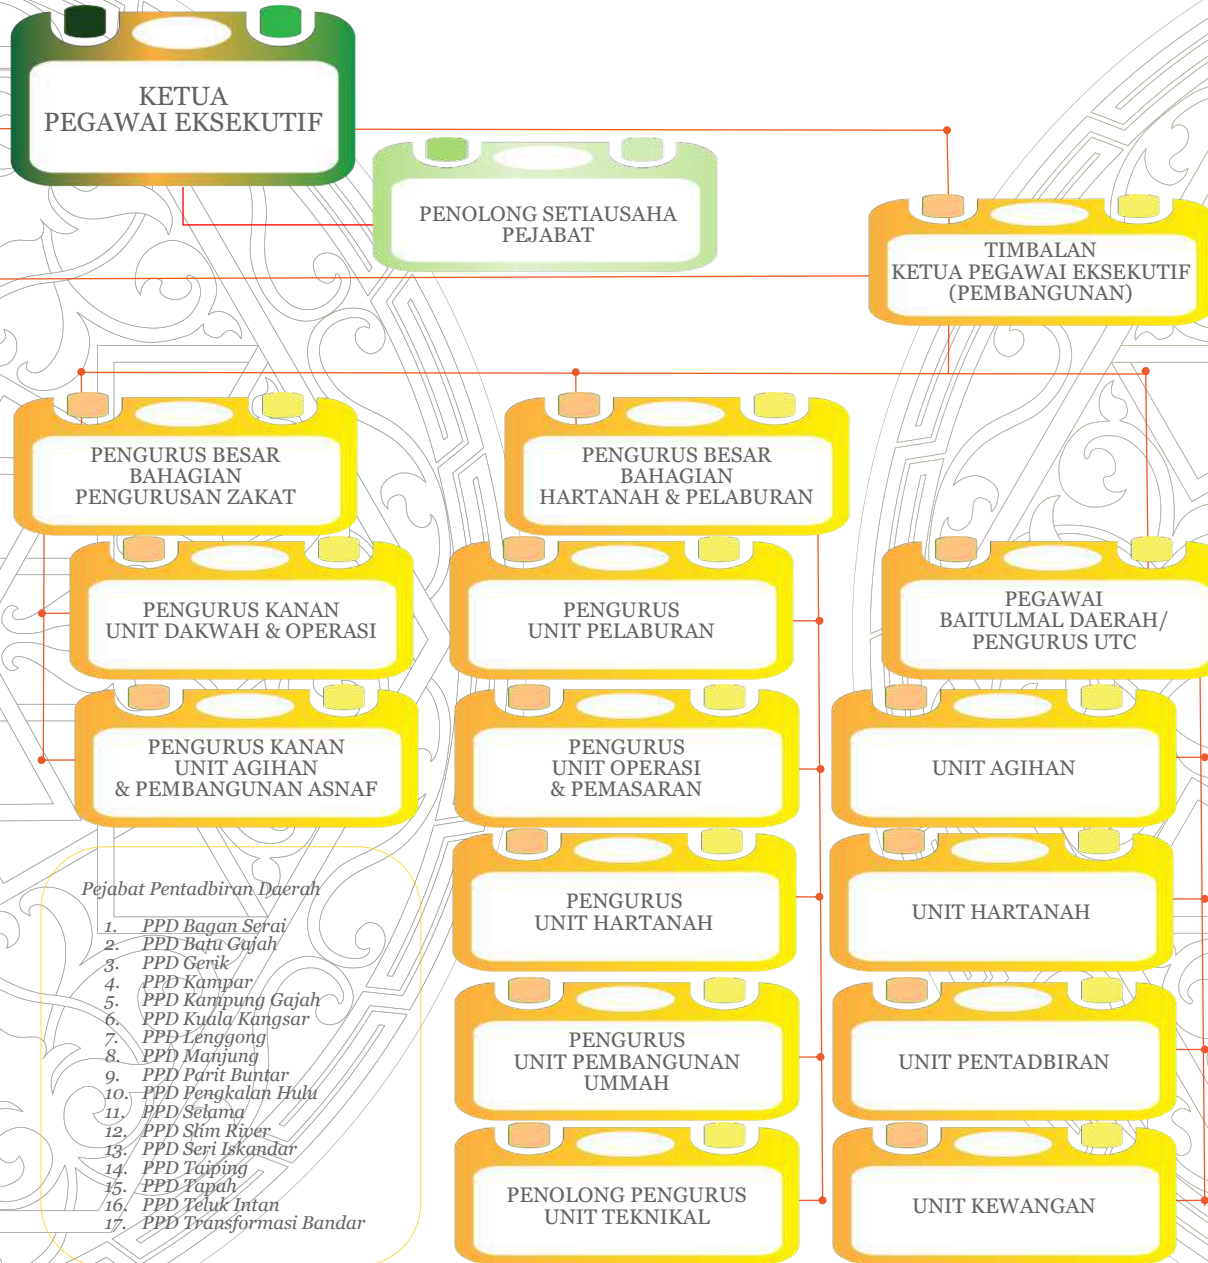 KETUA
PEGAWAI EKSEKUTIF
PENOLONG SETIAUSAHA
PEJABAT
TIMBALAN
KETUA PEGAWAI EKSEKUTIF
(PEMBANGUNAN)
PENGURUS BESAR
BAHAGIAN
PENGURUSAN ZAKAT
PENGURUS KANAN
UNIT DAKWAH & OPERASI
PENGURUS KANAN
UNIT AGIHAN
& PEMBANGUNAN ASNAF
PENGURUS BESAR
BAHAGIAN
HARTANAH & PELABURAN
PENGURUS
UNIT PELABURAN
PENGURUS
UNIT OPERASI
& PEMASARAN
PENGURUS
UNIT HARTANAH
PENGURUS
UNIT PEMBANGUNAN
UMMAH
PENOLONG PENGURUS
UNIT TEKNIKAL
PEGAWAI
BAITULMAL DAERAH/
PENGURUS UTC
UNIT AGIHAN
UNIT HARTANAH
UNIT PENTADBIRAN
UNIT KEWANGAN
Pejabat Pentadbiran Daerah
1. PPD Bagan Serai
2. PPD Batu Gajah
3. PPD Gerik
4. PPD Kampar
5. PPD Kampung Gajah
6. PPD Kuala Kangsar
7. PPD Lenggong
8. PPD Manjung
9. PPD Parit Buntar
10. PPD Pengkalan Hulu
11. PPD Selama
12. PPD Slim River
13. PPD Seri Iskandar
14. PPD Taiping
15. PPD Tapah
16. PPD Teluk Intan
17. PPD Transformasi Bandar